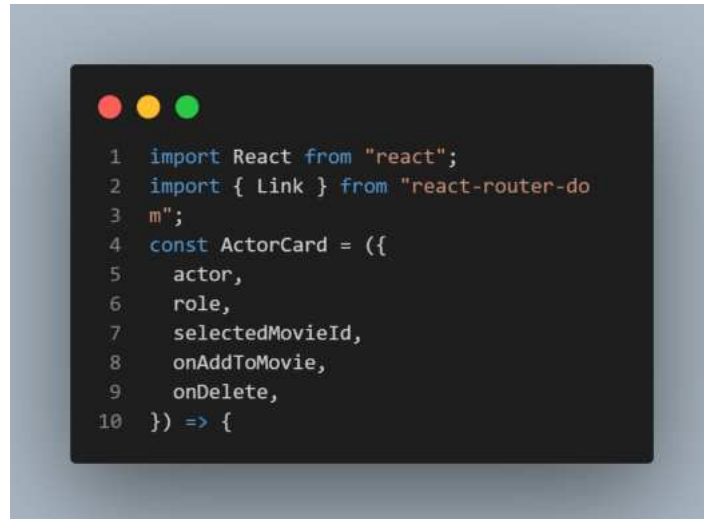 1 import React from "react";
2 import { Link } from "react-router-do
3 m";
4 const ActorCard = ({
5   actor,
6   role,
7   selectedMovieId,
8   onAddToMovie,
9   onDelete,
10 }) => {